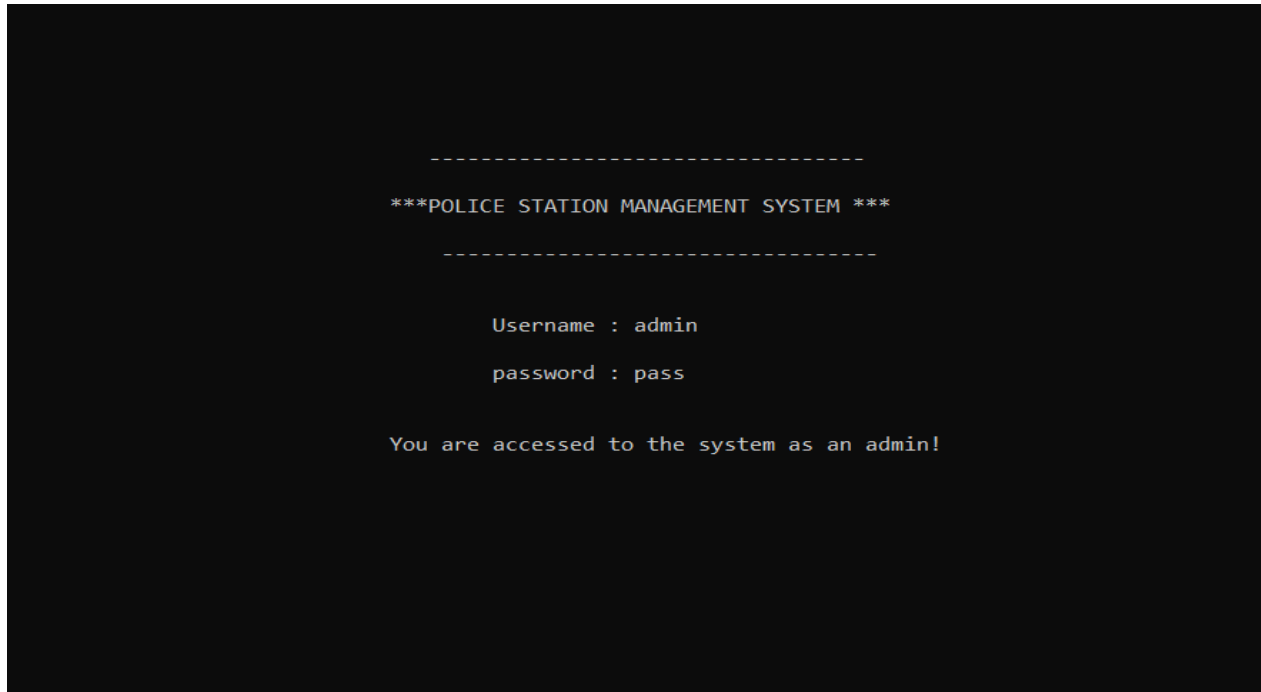 ----------------------------------
***POLICE STATION MANAGEMENT SYSTEM ***
----------------------------------
Username : admin
password : pass
You are accessed to the system as an admin!